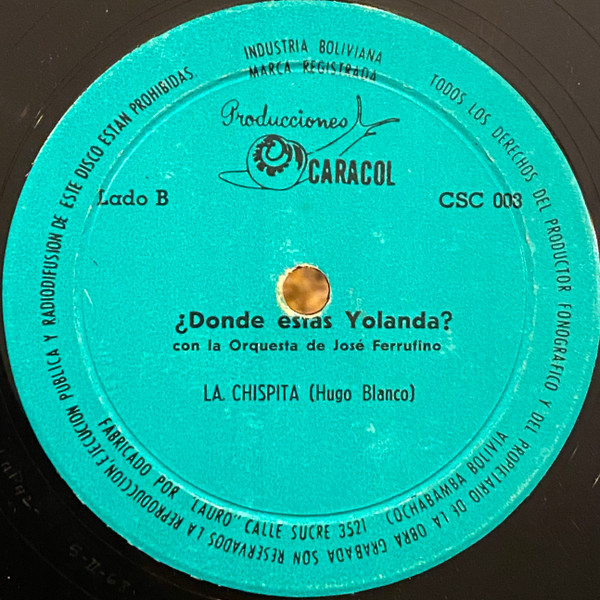 INDUSTRIA BOLIVIANA
MARCA REGISTRADA
TODOS LOS DERECHOS DEL PRODUCTOR FONOGRAFICO Y DEL PROPIETARIO DE LA OBRA GRABADA SON RESERVADOS LA REPRODUCCION, EJECUCION PUBLICA Y RADIODIFUSION DE ESTE DISCO ESTAN PROHIBIDAS
Producciones
CARACOL
Lado B
CSC 003
¿Donde estas Yolanda?
con la Orquesta de José Ferrufino
LA CHISPITA (Hugo Blanco)
FABRICADO POR "LAURO" CALLE SUCRE 3521 COCHABAMBA BOLIVIA